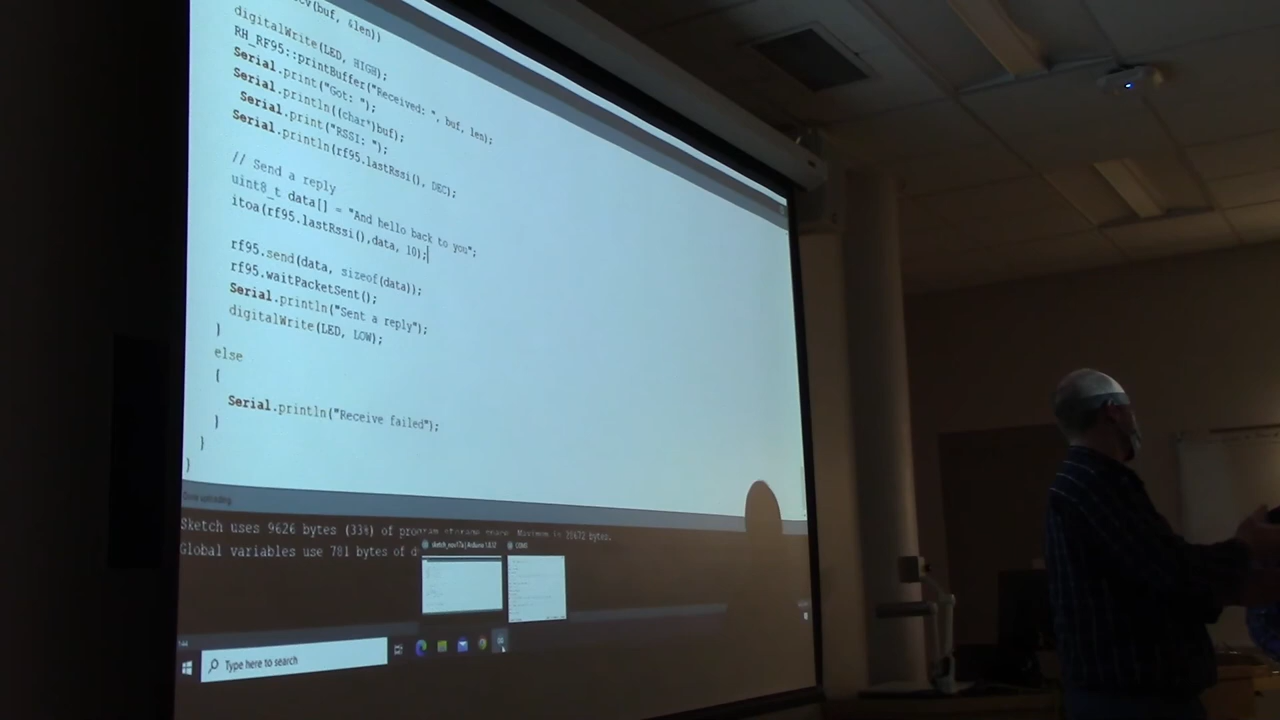 (buf, &len))
digitalWrite(LED, HIGH);
RH_RF95::printBuffer("Received: ", buf, len);
Serial.print("Got: ");
Serial.println((char*)buf);
Serial.print("RSSI: ");
Serial.println(rf95.lastRssi(), DEC);
// Send a reply
uint8_t data[] = "And hello back to you";
itoa(rf95.lastRssi(),data, 10);
rf95.send(data, sizeof(data));
rf95.waitPacketSent();
Serial.println("Sent a reply");
digitalWrite(LED, LOW);
}
else
{
Serial.println("Receive failed");
}
}
}
Done uploading.
Sketch uses 9626 bytes (33%) of program storage space. Maximum is 28672 bytes.
Global variables use 781 bytes of d
Type here to search